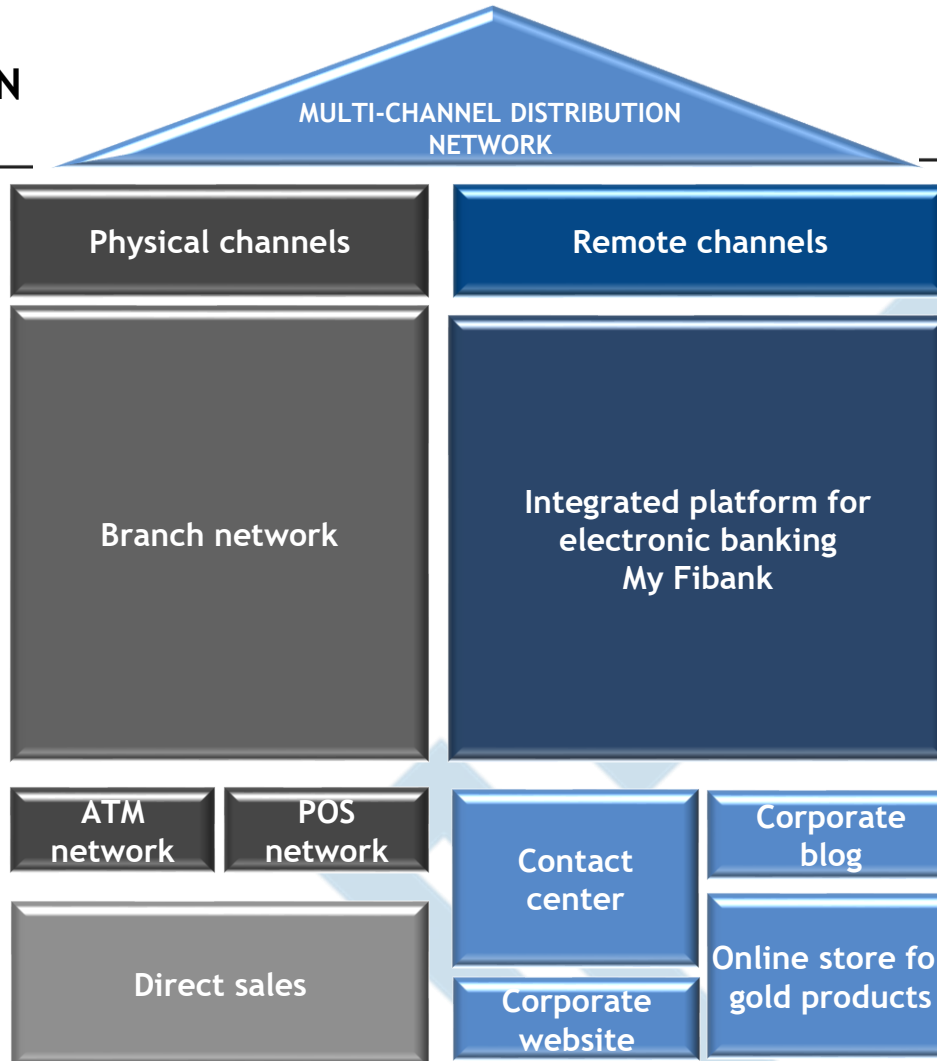 N
MULTI-CHANNEL DISTRIBUTION
NETWORK
Physical channels
Remote channels
Branch network
Integrated platform for
electronic banking
My Fibank
ATM
network
POS
network
Direct sales
Contact
center
Corporate
website
Corporate
blog
Online store fo
gold products